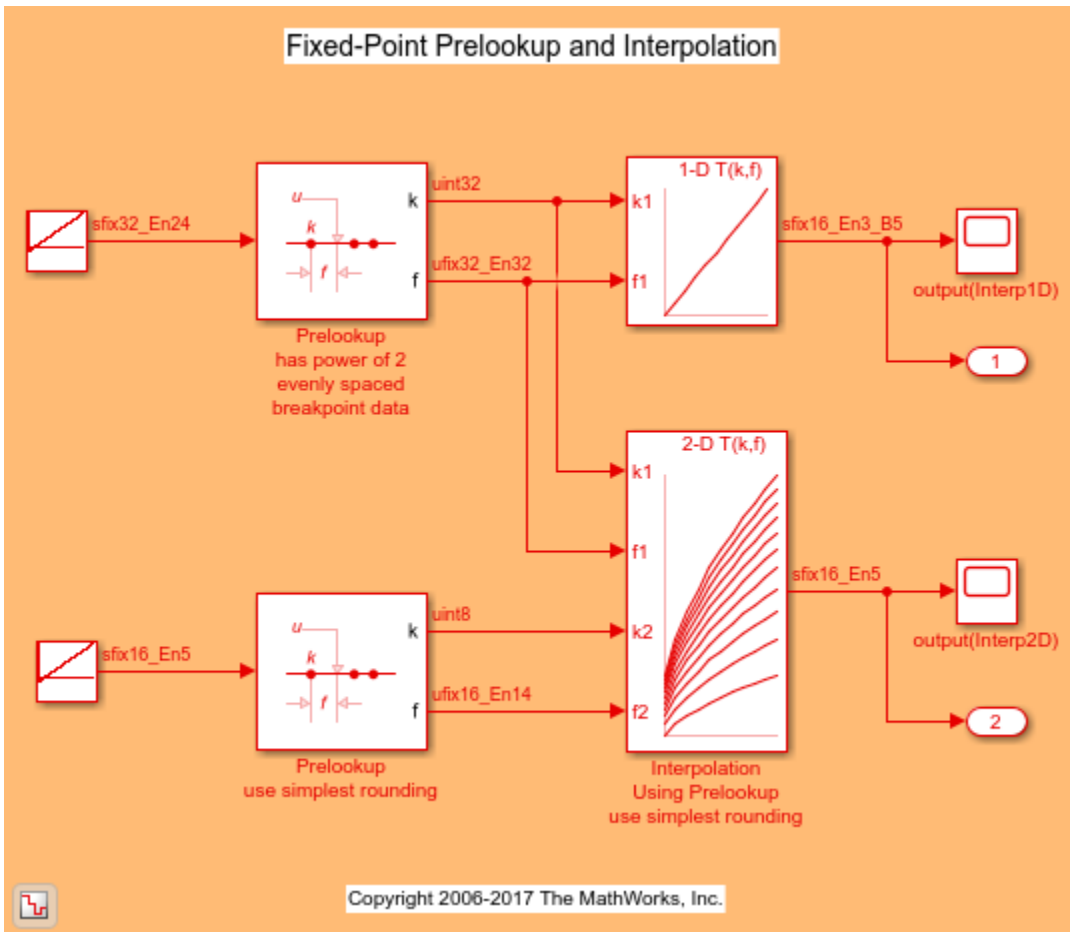 Fixed-Point Prelookup and Interpolation
sfix32_En24
u
k
f
k
f
uint32
ufix32_En32
Prelookup
has power of 2
evenly spaced
breakpoint data
1-D T(k,f)
k1
f1
sfix16_En3_B5
output(Interp1D)
1
2-D T(k,f)
k1
f1
k2
f2
sfix16_En5
output(Interp2D)
2
sfix16_En5
u
k
f
k
f
uint8
ufix16_En14
Prelookup
use simplest rounding
Interpolation
Using Prelookup
use simplest rounding
Copyright 2006-2017 The MathWorks, Inc.